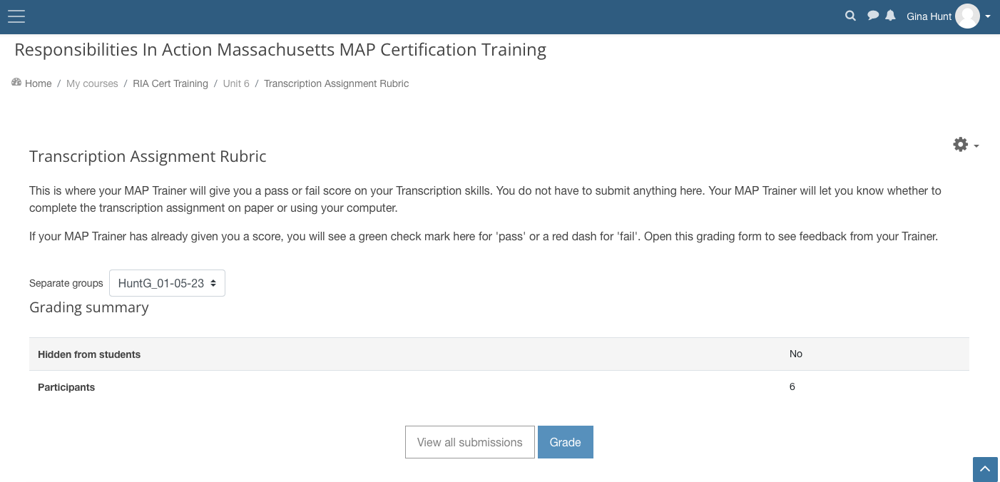 Gina Hunt
Responsibilities In Action Massachusetts MAP Certification Training
Home / My courses / RIA Cert Training / Unit 6 / Transcription Assignment Rubric
Transcription Assignment Rubric
This is where your MAP Trainer will give you a pass or fail score on your Transcription skills. You do not have to submit anything here. Your MAP Trainer will let you know whether to
complete the transcription assignment on paper or using your computer.
If your MAP Trainer has already given you a score, you will see a green check mark here for 'pass' or a red dash for 'fail'. Open this grading form to see feedback from your Trainer.
Separate groups HuntG_01-05-23
Grading summary
Hidden from students No
Participants 6
View all submissions Grade